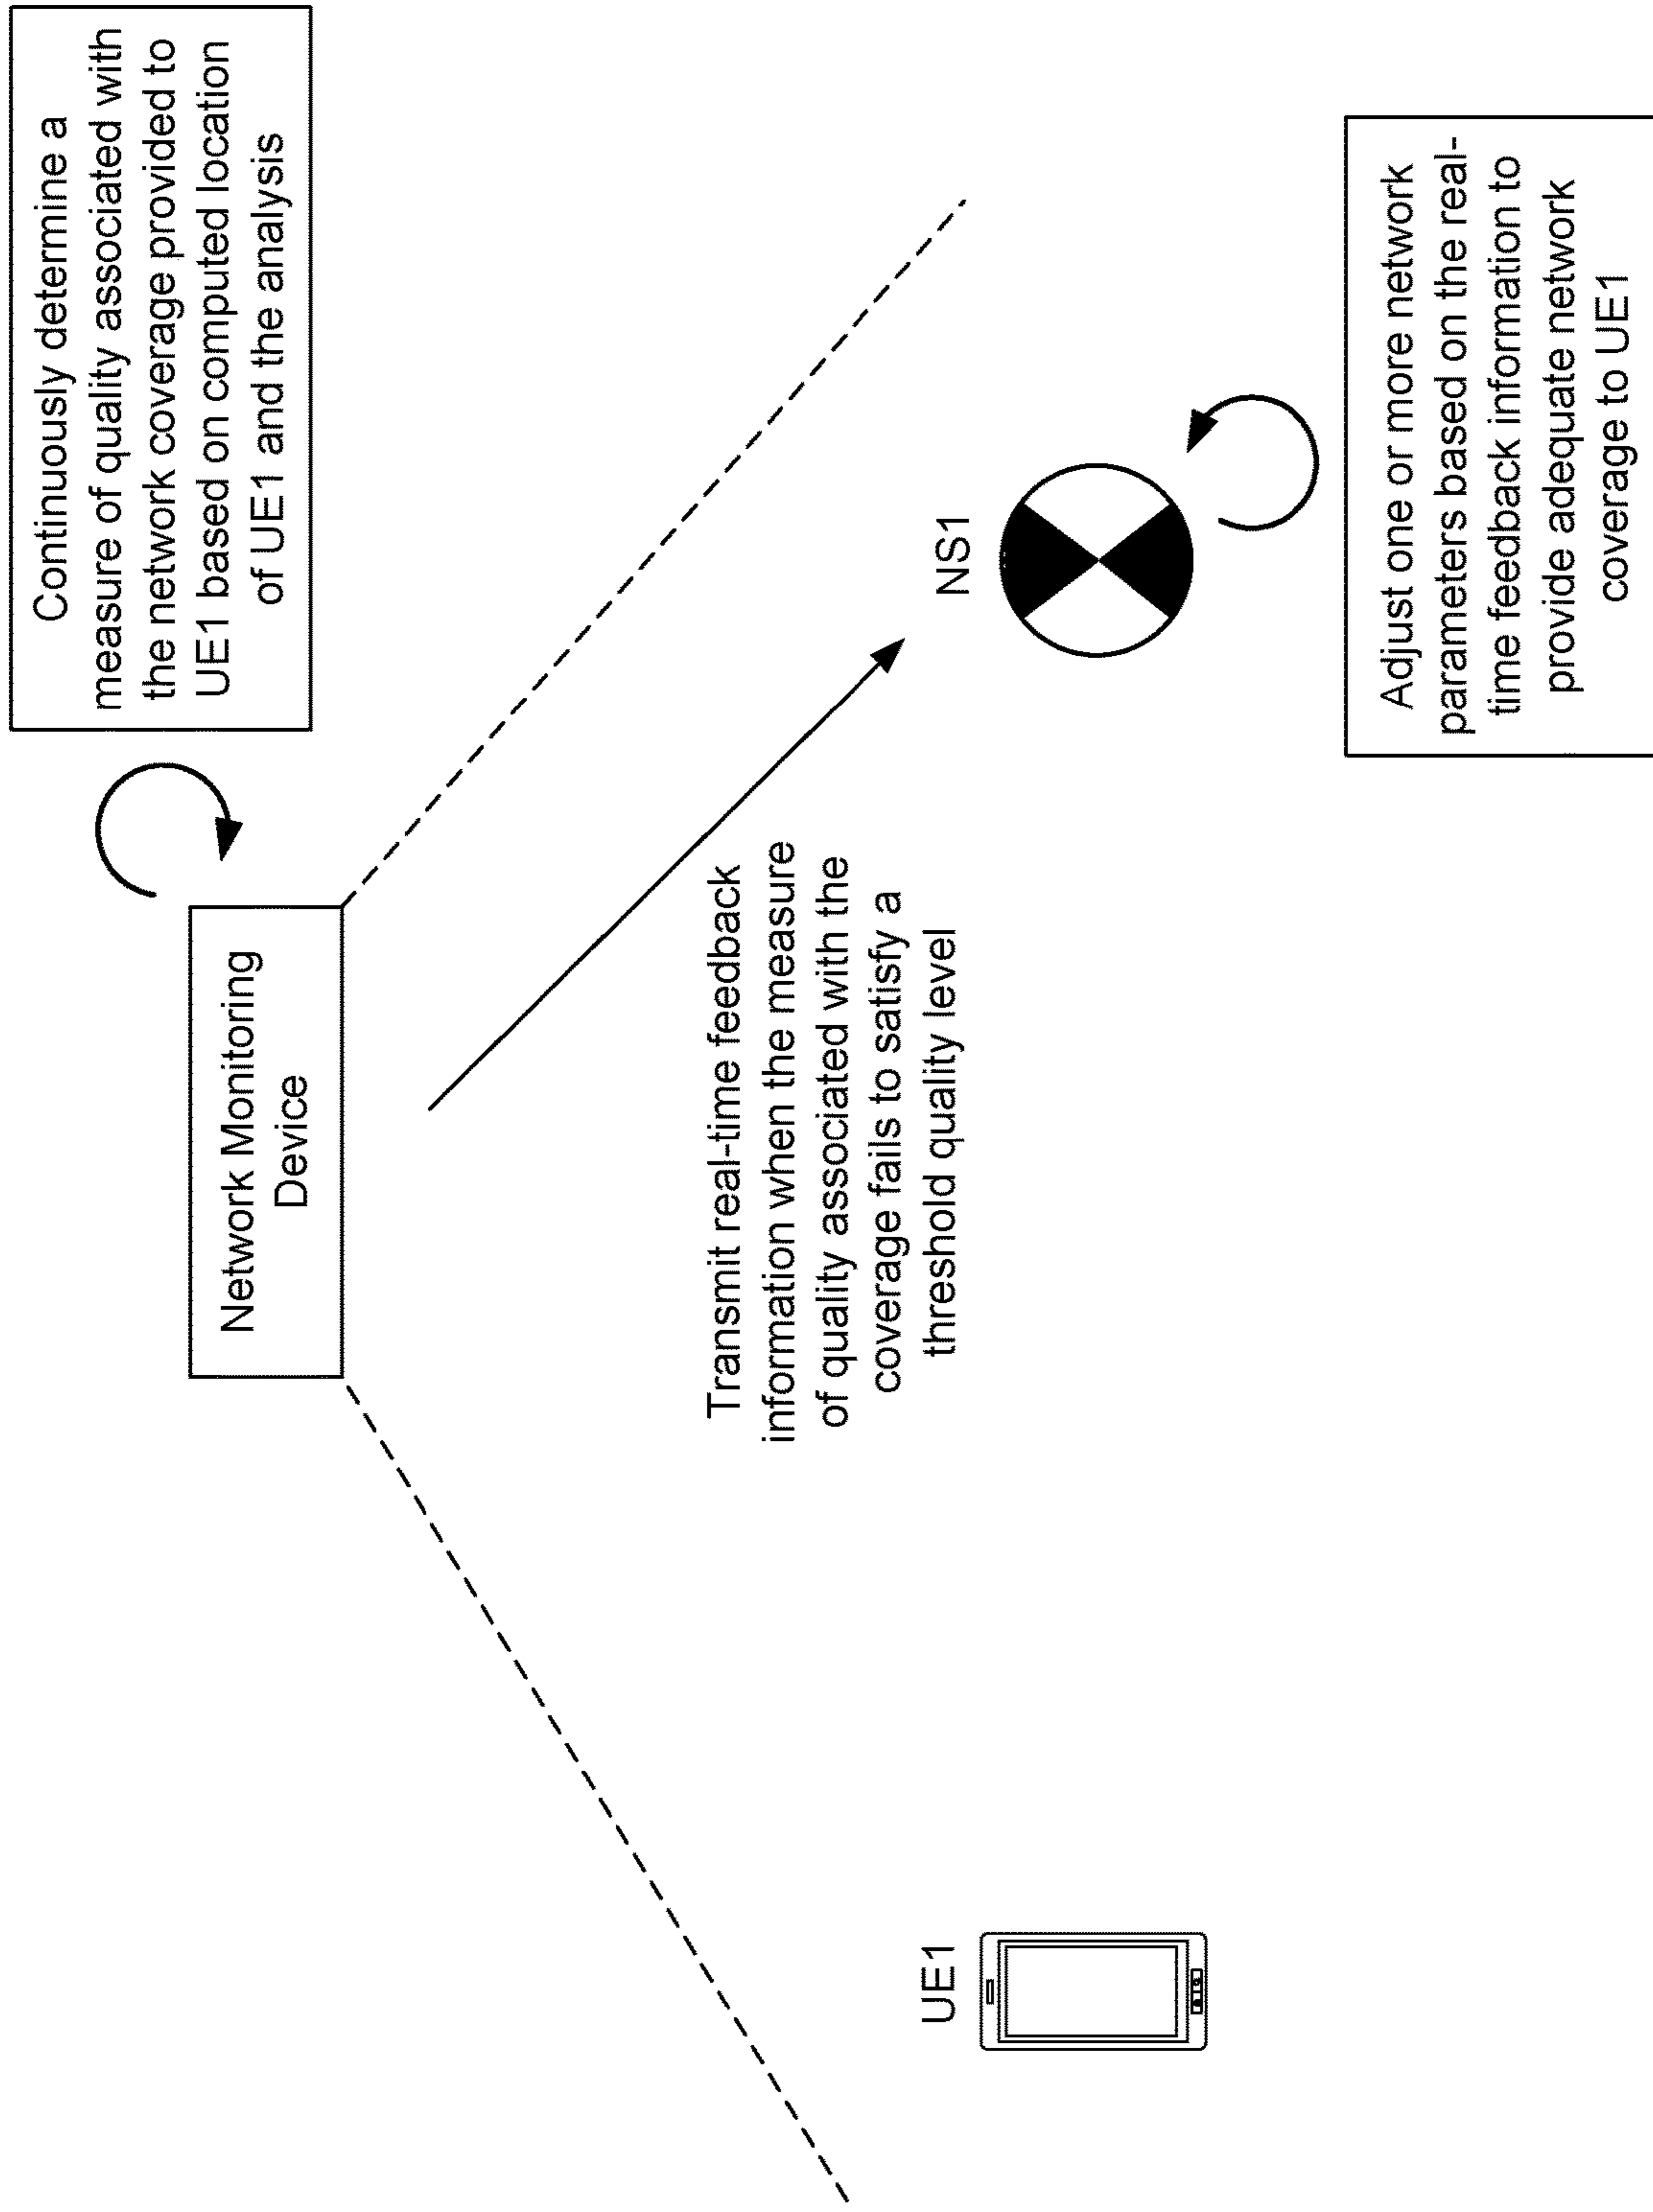 Continuously determine a
measure of quality associated with
the network coverage provided to
UE1 based on computed location
of UE1 and the analysis
Network Monitoring
Device
Transmit real-time feedback
information when the measure
of quality associated with the
coverage fails to satisfy a
threshold quality level
UE1
NS1
Adjust one or more network
parameters based on the real-
time feedback information to
provide adequate network
coverage to UE1